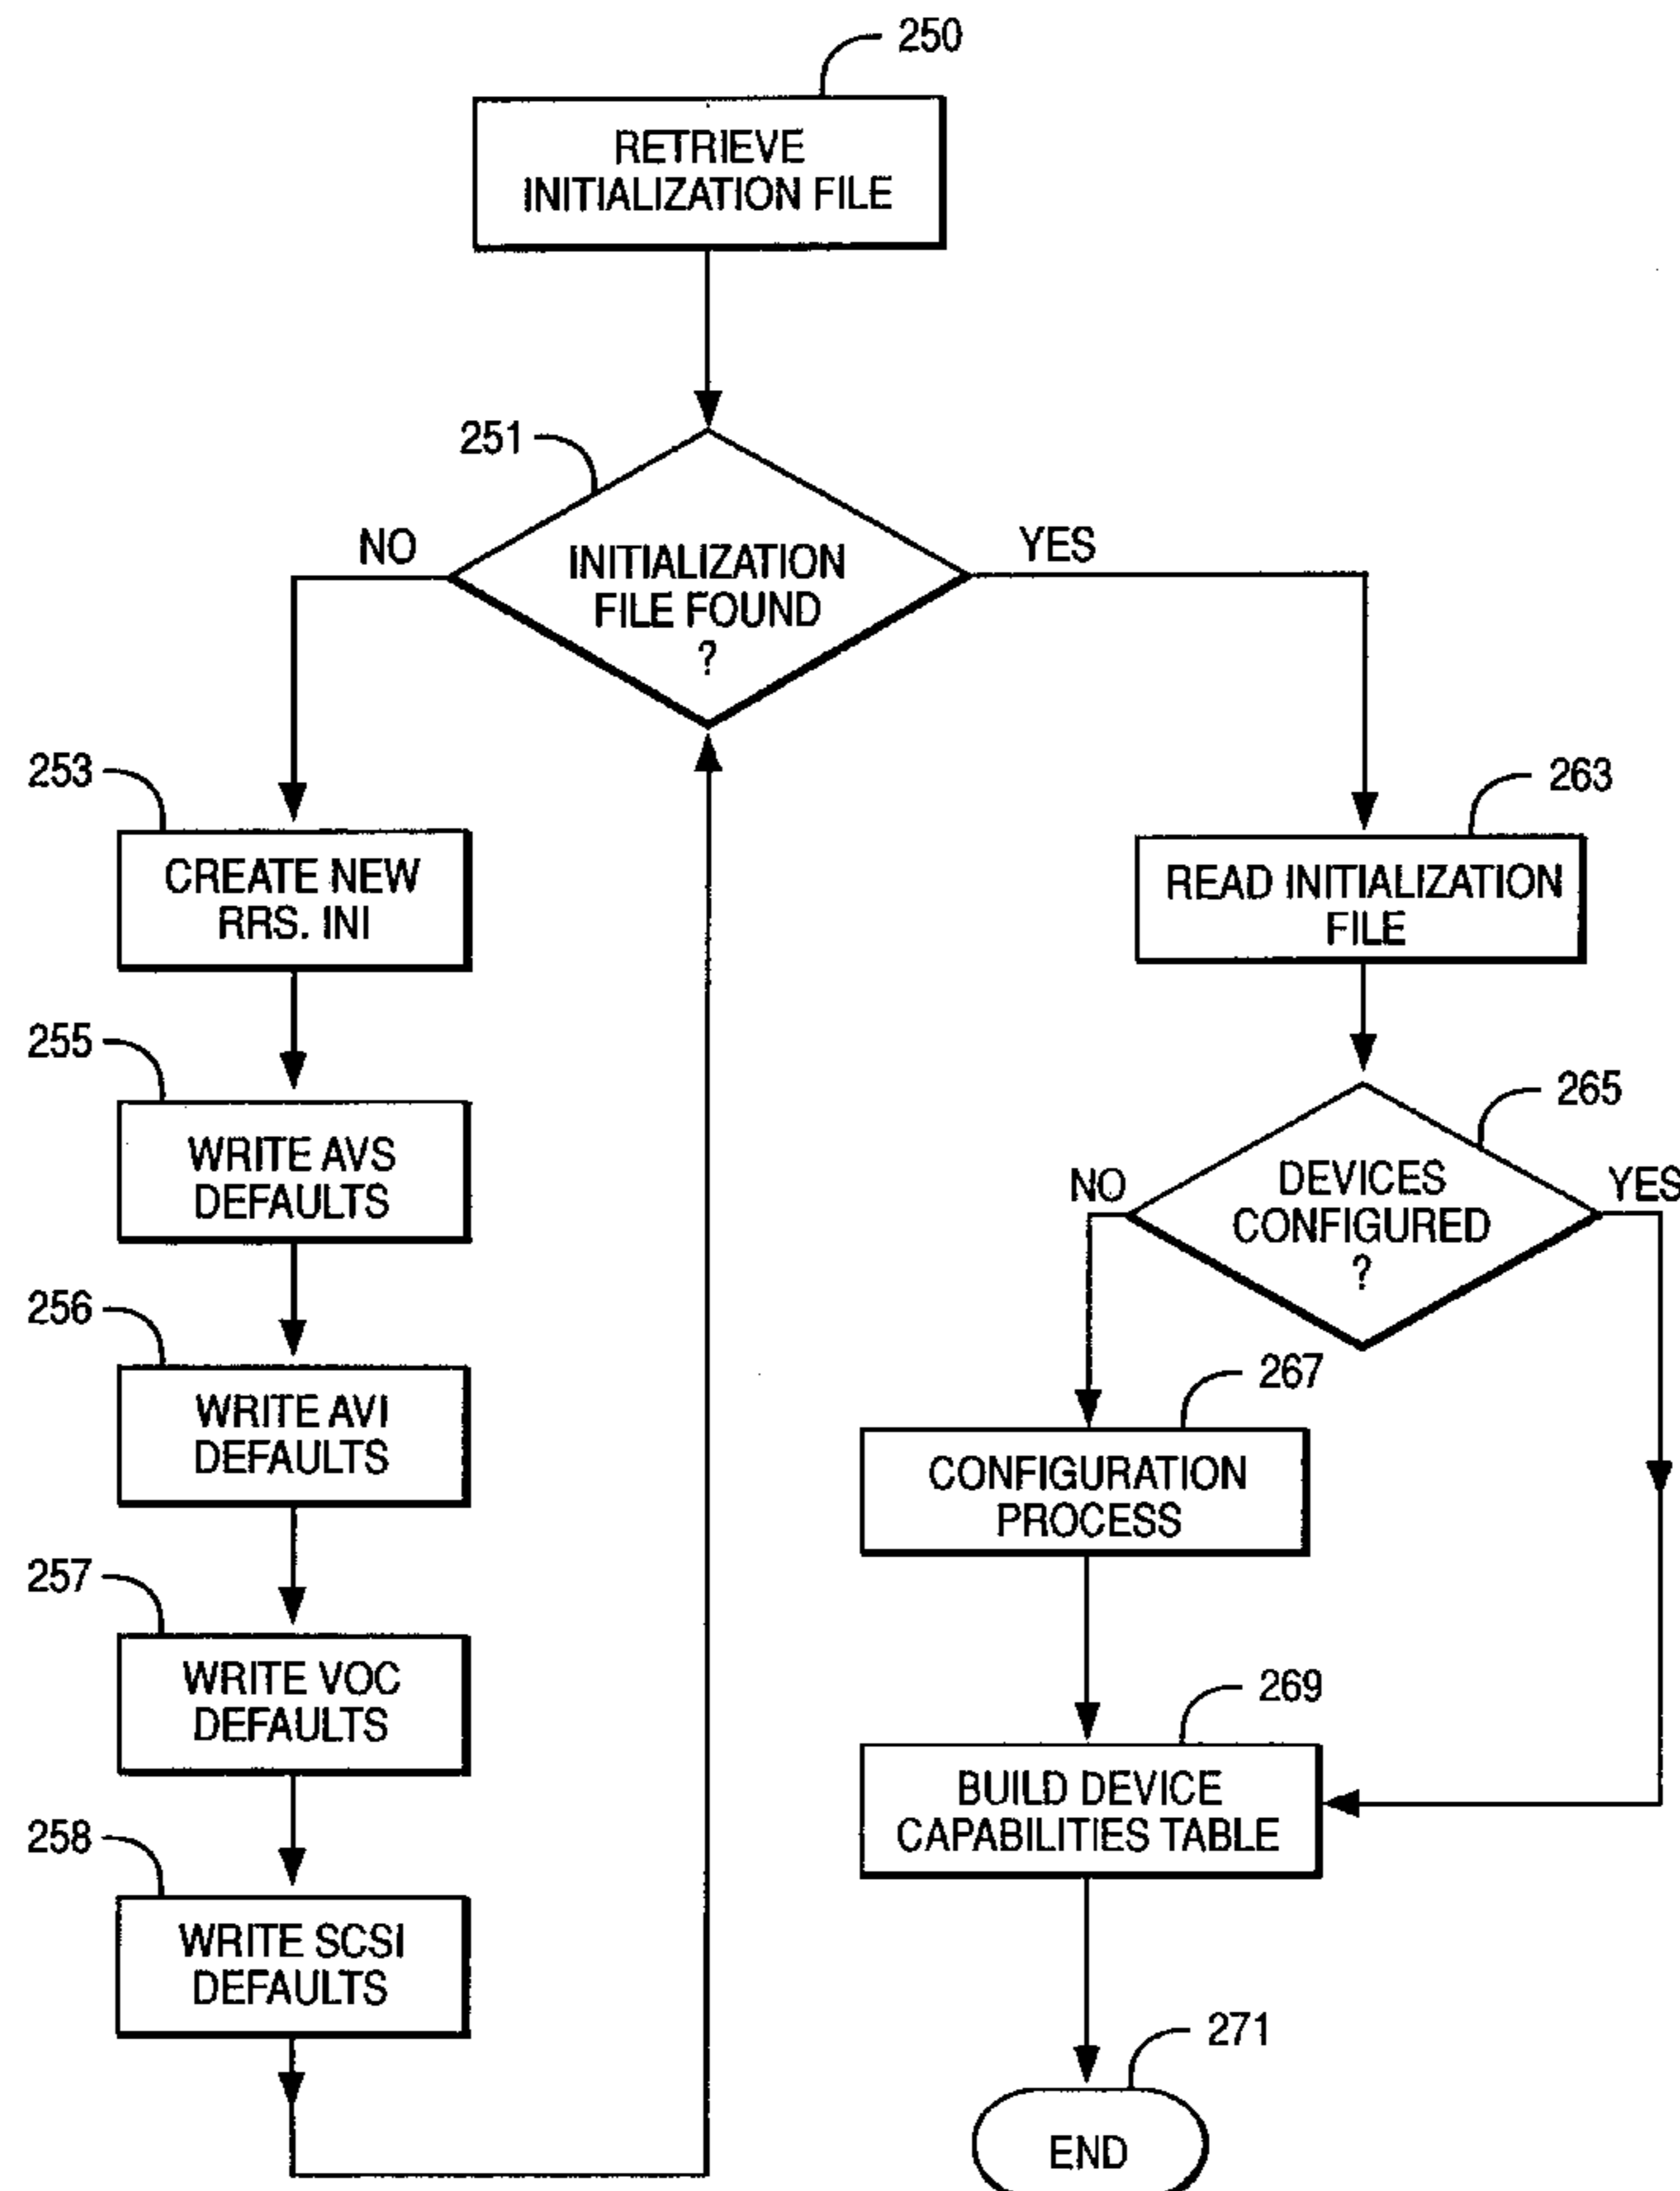 250
RETRIEVE
INITIALIZATION FILE
251
NO
INITIALIZATION
FILE FOUND
?
YES
253
CREATE NEW
RRS. INI
255
WRITE AVS
DEFAULTS
256
WRITE AVI
DEFAULTS
257
WRITE VOC
DEFAULTS
258
WRITE SCSI
DEFAULTS
263
READ INITIALIZATION
FILE
265
NO
DEVICES
CONFIGURED
?
YES
267
CONFIGURATION
PROCESS
269
BUILD DEVICE
CAPABILITIES TABLE
271
END